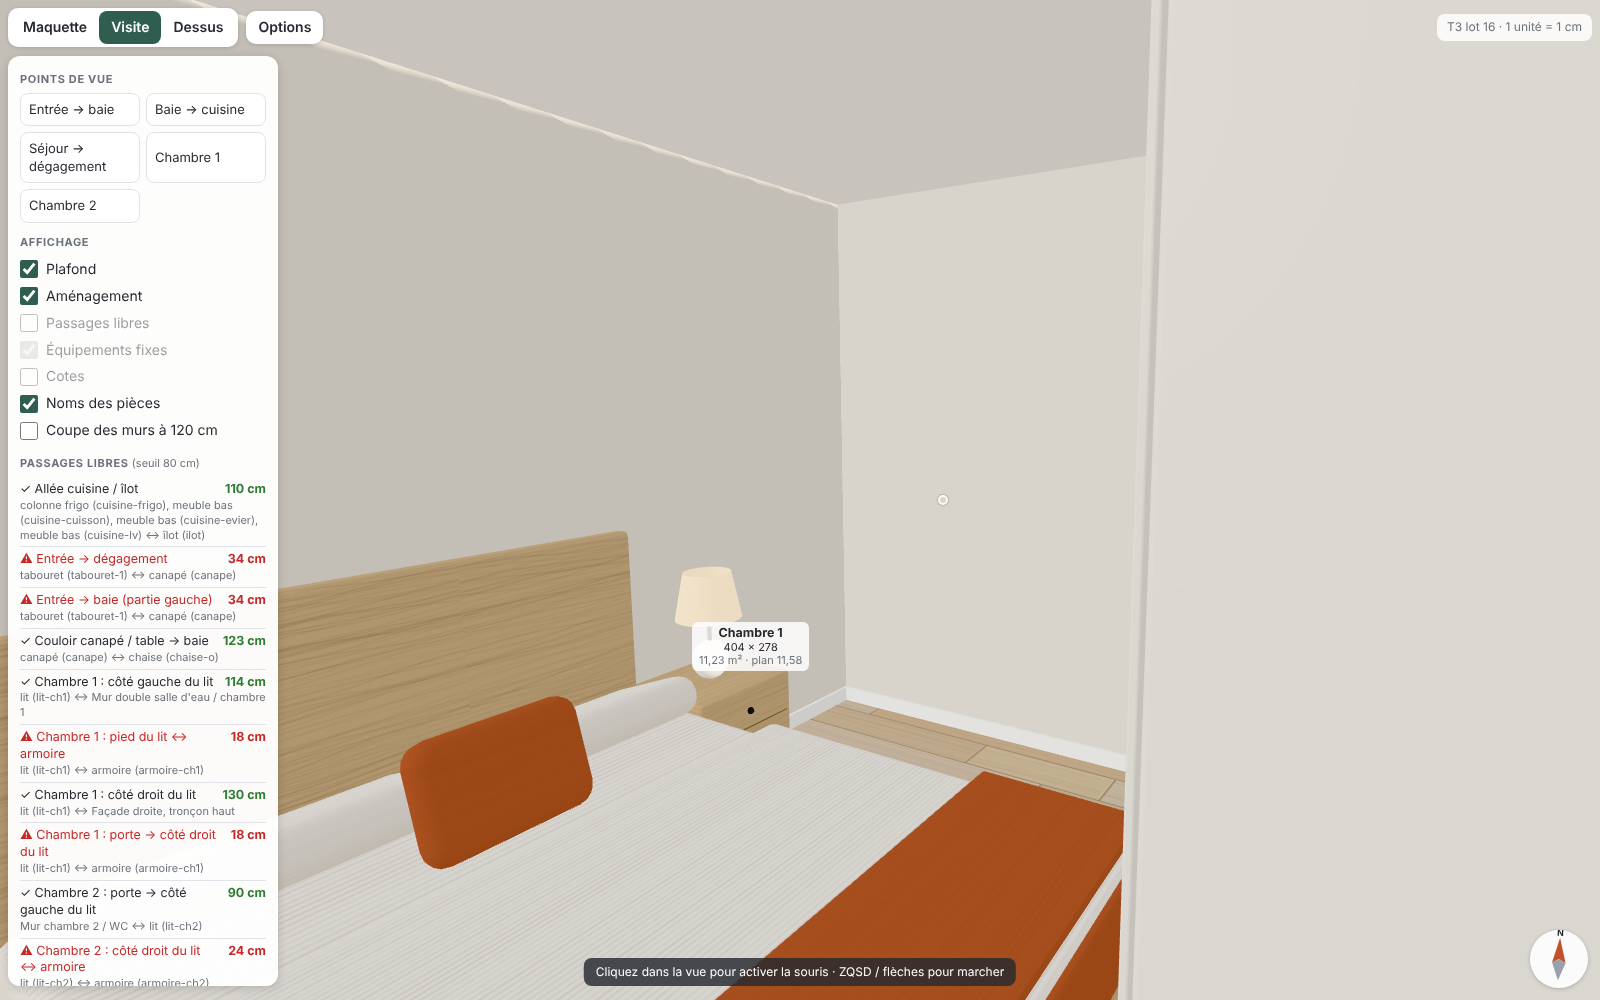 Maquette
Visite
Dessus
Options
T3 lot 16 · 1 unité = 1 cm
POINTS DE VUE
Entrée → baie
Baie → cuisine
Séjour →
dégagement
Chambre 1
Chambre 2
AFFICHAGE
Plafond
Aménagement
Passages libres
Équipements fixes
Cotes
Noms des pièces
Coupe des murs à 120 cm
PASSAGES LIBRES (seuil 80 cm)
✓ Allée cuisine / îlot 110 cm
colonne frigo (cuisine-frigo), meuble bas
(cuisine-cuisson), meuble bas (cuisine-evier),
meuble bas (cuisine-lv) ↔ îlot (ilot)
⚠ Entrée → dégagement 34 cm
tabouret (tabouret-1) ↔ canapé (canape)
⚠ Entrée → baie (partie gauche) 34 cm
tabouret (tabouret-1) ↔ canapé (canape)
✓ Couloir canapé / table → baie 123 cm
canapé (canape) ↔ chaise (chaise-o)
✓ Chambre 1 : côté gauche du lit 114 cm
lit (lit-ch1) ↔ Mur double salle d'eau / chambre
1
⚠ Chambre 1 : pied du lit ↔ 18 cm
armoire
lit (lit-ch1) ↔ armoire (armoire-ch1)
✓ Chambre 1 : côté droit du lit 130 cm
lit (lit-ch1) ↔ Façade droite, tronçon haut
⚠ Chambre 1 : porte → côté droit 18 cm
du lit
lit (lit-ch1) ↔ armoire (armoire-ch1)
✓ Chambre 2 : porte → côté 90 cm
gauche du lit
Mur chambre 2 / WC ↔ lit (lit-ch2)
⚠ Chambre 2 : côté droit du lit 24 cm
↔ armoire
lit (lit-ch2) ↔ armoire (armoire-ch2)
Chambre 1
404 × 278
11,23 m² · plan 11,58
Cliquez dans la vue pour activer la souris · ZQSD / flèches pour marcher
N